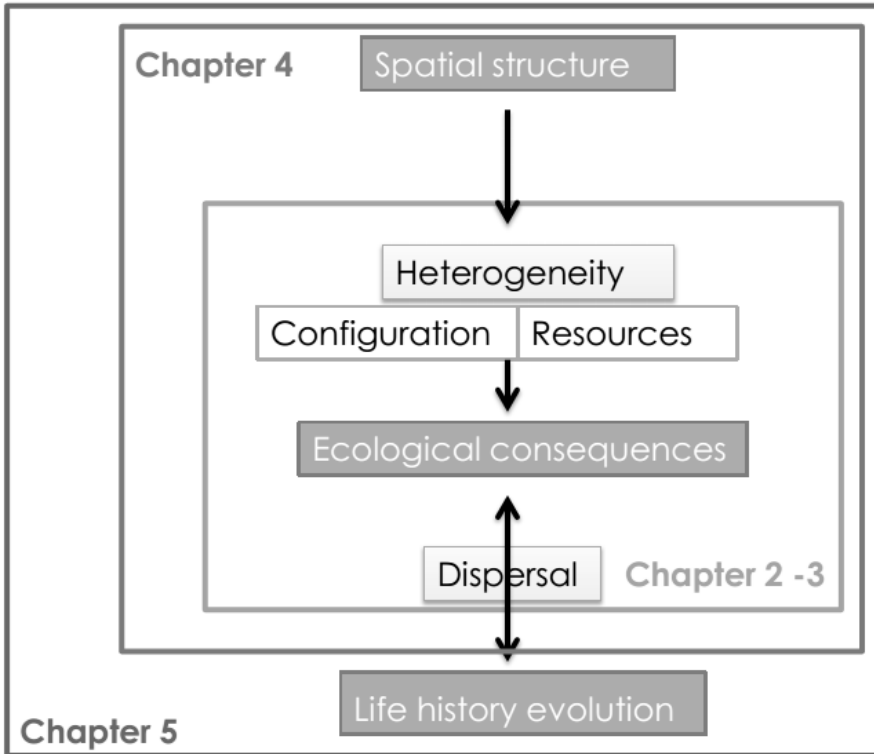 Chapter 4
Spatial structure
Heterogeneity
Configuration
Resources
Ecological consequences
Dispersal
Chapter 2 -3
Life history evolution
Chapter 5